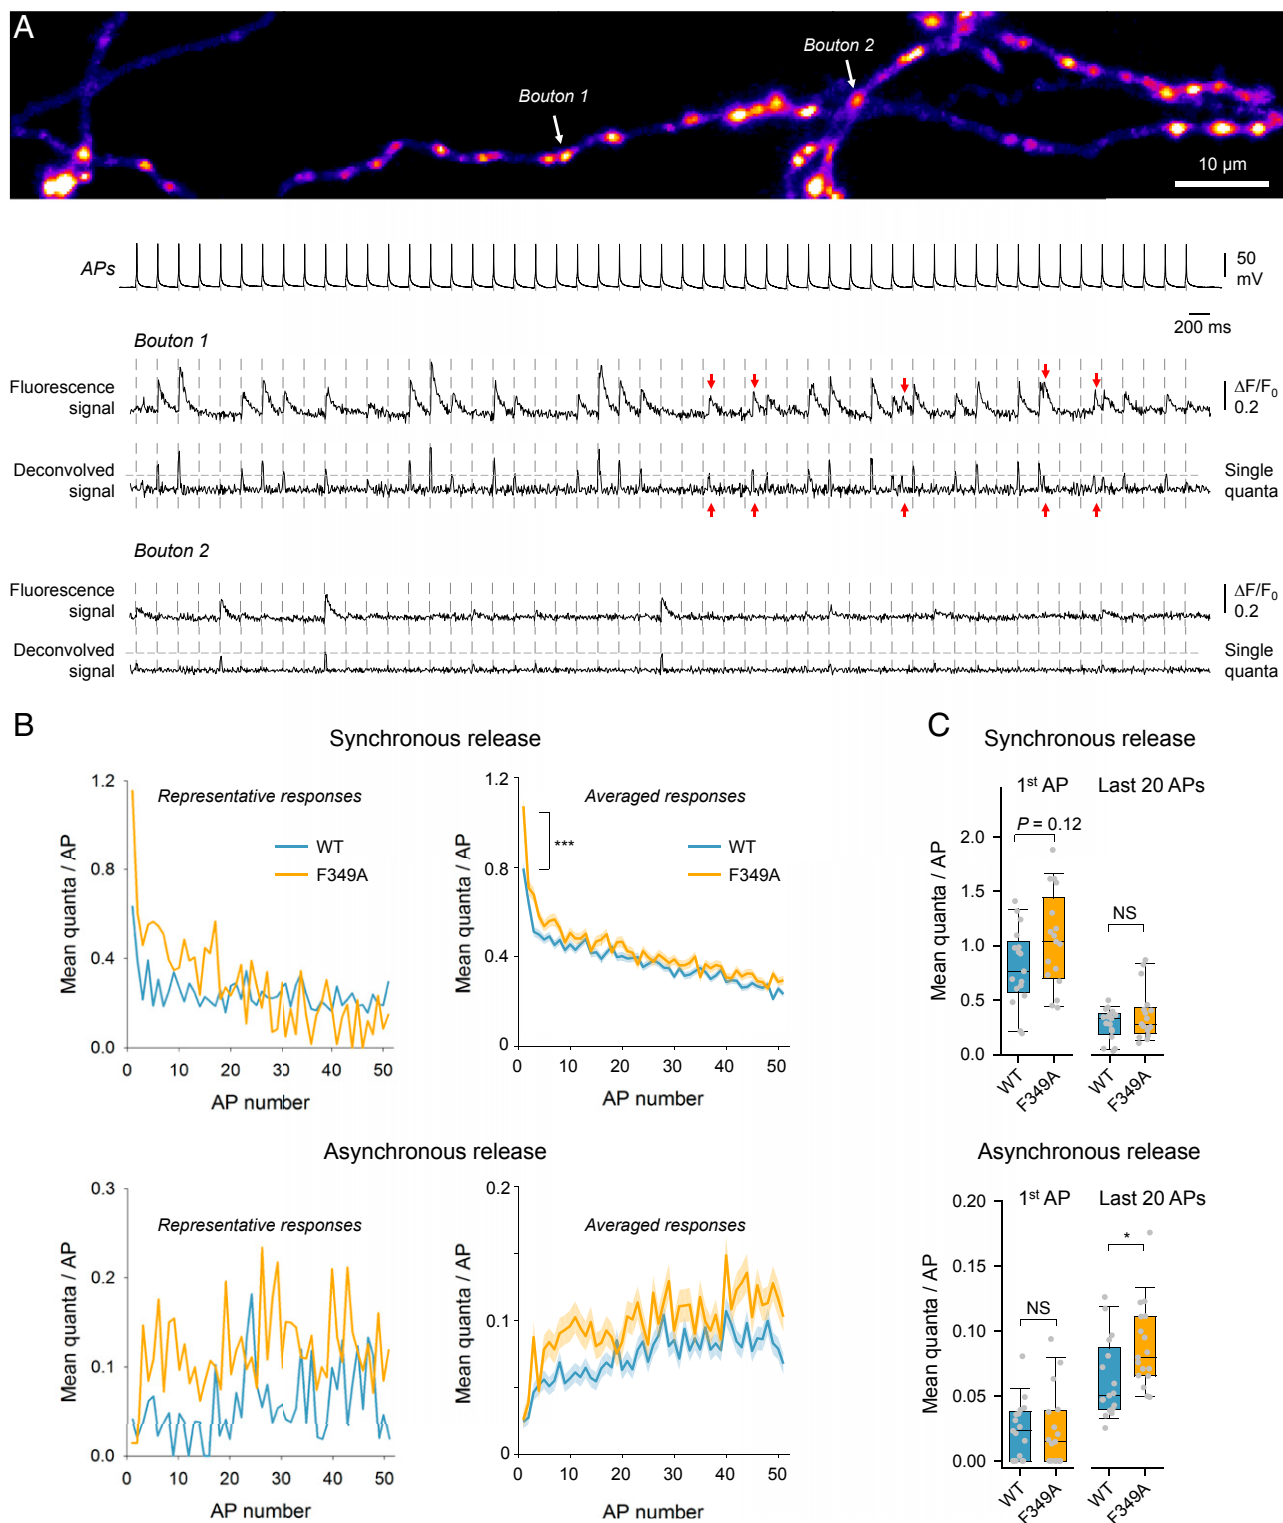 A
Bouton 1
Bouton 2
10 µm
APs
50
mV
200 ms
Bouton 1
Fluorescence
signal
ΔF/F0
0.2
Deconvolved
signal
Single
quanta
Bouton 2
Fluorescence
signal
ΔF/F0
0.2
Deconvolved
signal
Single
quanta
B
Synchronous release
Mean quanta / AP
1.2
0.8
0.4
0.0
Representative responses
WT
F349A
0 10 20 30 40 50
AP number
Mean quanta / AP
1.2
0.8
0.4
0
Averaged responses
***
WT
F349A
0 10 20 30 40 50
AP number
Asynchronous release
Mean quanta / AP
0.3
0.2
0.1
0.0
Representative responses
0 10 20 30 40 50
AP number
Mean quanta / AP
0.2
0.1
0
Averaged responses
0 10 20 30 40 50
AP number
C
Synchronous release
1st AP Last 20 APs
P = 0.12
NS
Mean quanta / AP
2.0
1.5
1.0
0.5
0.0
WT F349A WT F349A
Asynchronous release
1st AP Last 20 APs
NS
*
Mean quanta / AP
0.20
0.15
0.10
0.05
0.00
WT F349A WT F349A